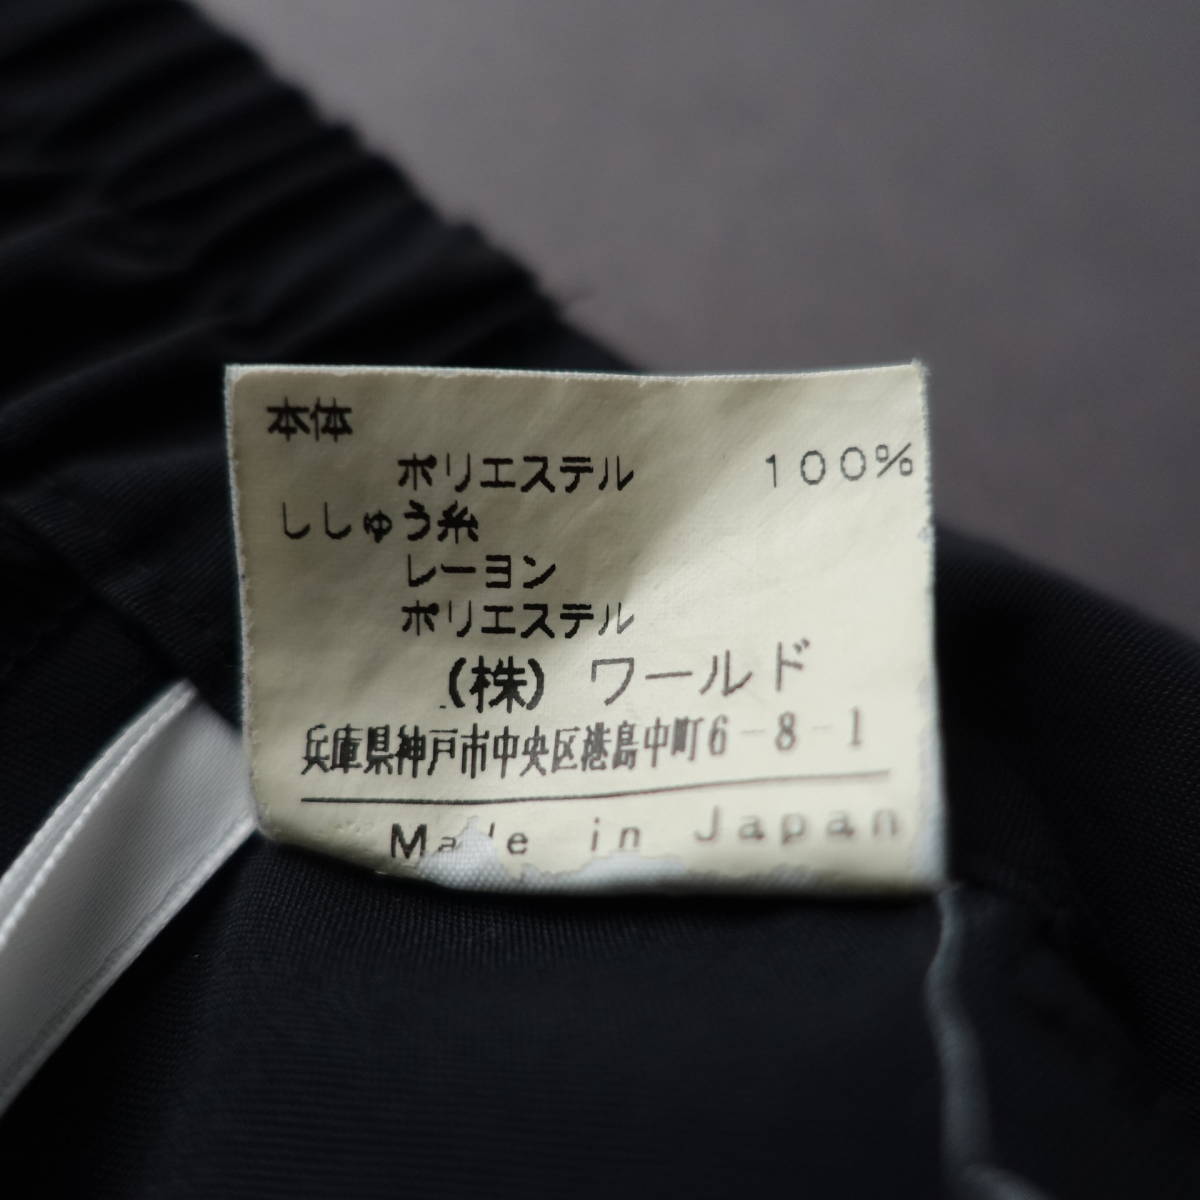 本体
ポリエステル 100%
ししゅう糸
レーヨン
ポリエステル
(株) ワールド
兵庫県神戸市中央区港島中町6-8-1
Made in Japan